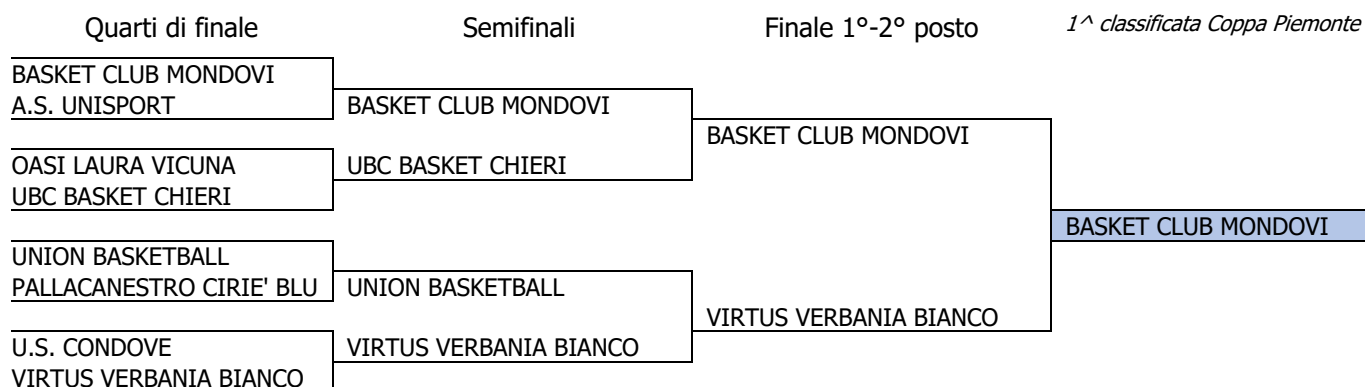 Quarti di finale
Semifinali
Finale 1°-2° posto
1^ classificata Coppa Piemonte
BASKET CLUB MONDOVI
A.S. UNISPORT
OASI LAURA VICUNA
UBC BASKET CHIERI
UNION BASKETBALL
PALLACANESTRO CIRIE' BLU
U.S. CONDOVE
VIRTUS VERBANIA BIANCO
BASKET CLUB MONDOVI
UBC BASKET CHIERI
UNION BASKETBALL
VIRTUS VERBANIA BIANCO
BASKET CLUB MONDOVI
VIRTUS VERBANIA BIANCO
BASKET CLUB MONDOVI